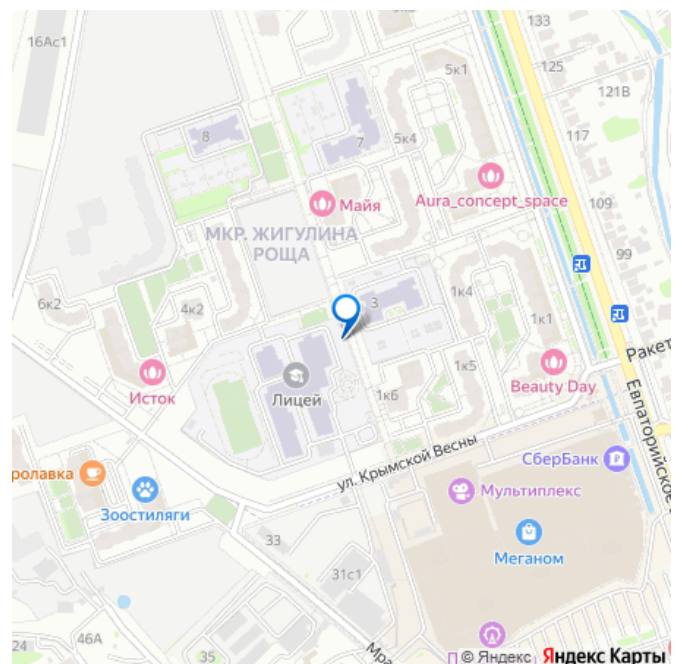 133
16Ас1
5к1
125
121В
8
7
5к4
117
Майя
Aura_concept_space
109
МКР. ЖИГУЛИНА
РОЩА
99
6к2
4к2
3
1к4
1к1
Ракет
Исток
Лицей
1к5
Beauty Day
1к6
Евпаторийское
ул. Крымской Весны
СберБанк
ролавка
Мультиплекс
Зоостиляги
33
Меганом
31с1
24
46А
35
Мра
П
© Яндекс Яндекс Карты